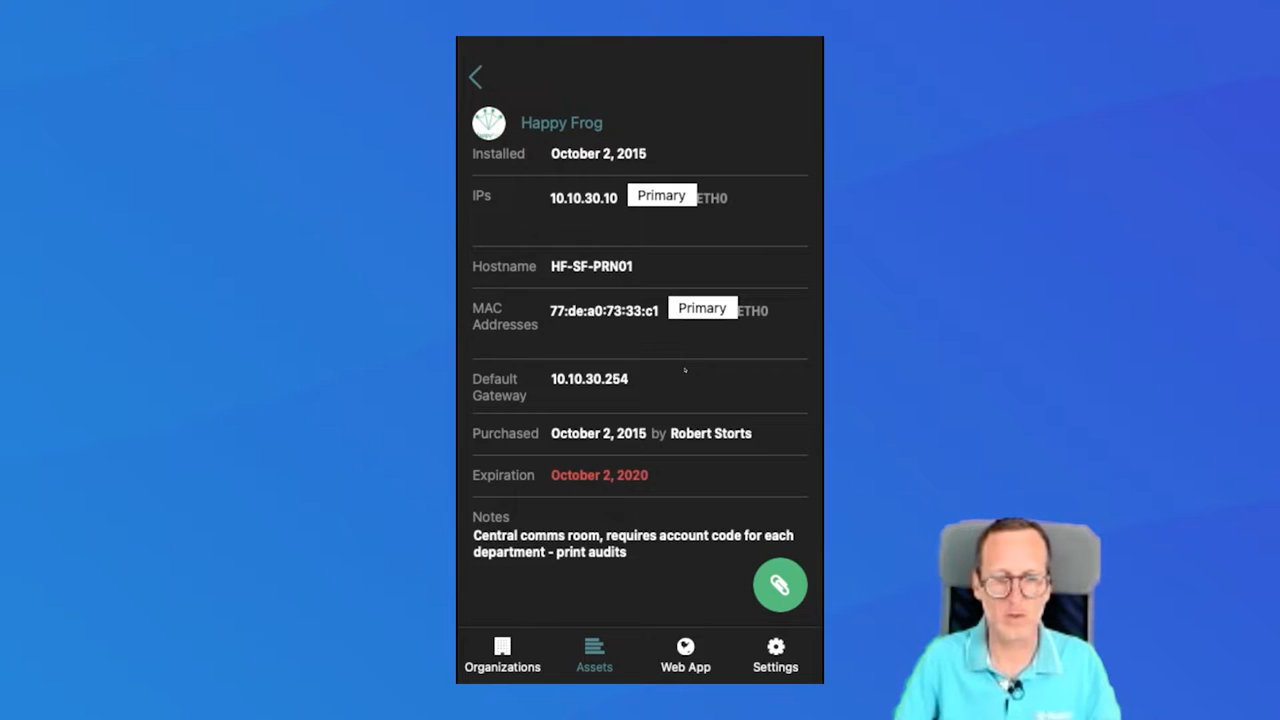 Happy Frog
Installed October 2, 2015
IPs 10.10.30.10 Primary ETH0
Hostname HF-SF-PRN01
MAC Addresses 77:de:a0:73:33:c1 Primary ETH0
Default Gateway 10.10.30.254
Purchased October 2, 2015 by Robert Storts
Expiration October 2, 2020
Notes
Central comms room, requires account code for each
department - print audits
Organizations Assets Web App Settings